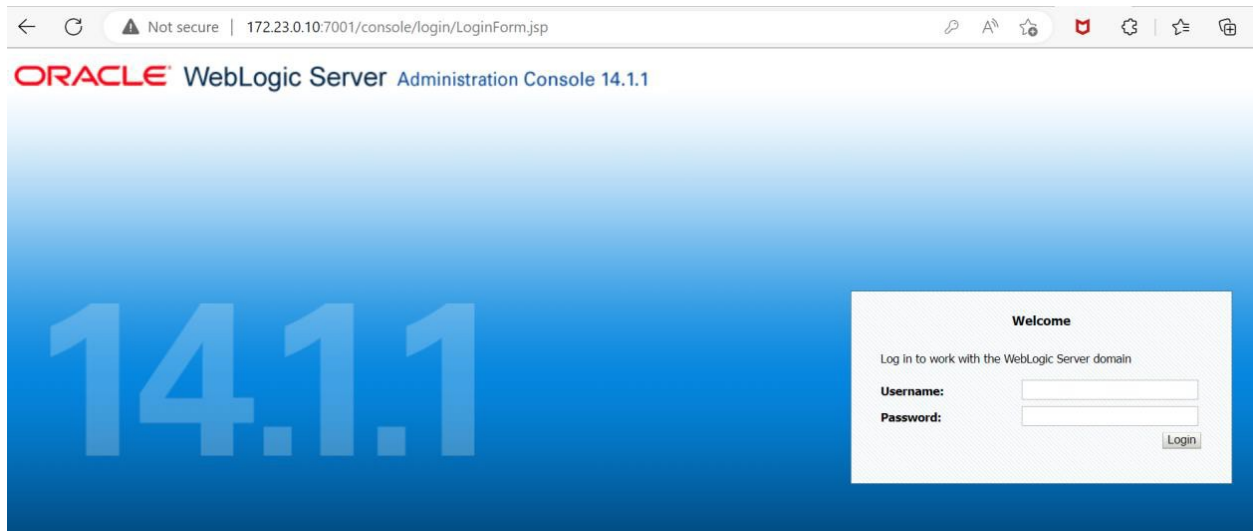 Not secure | 172.23.0.10:7001/console/login/LoginForm.jsp
ORACLE WebLogic Server Administration Console 14.1.1
14.1.1
Welcome
Log in to work with the WebLogic Server domain
Username:
Password:
Login